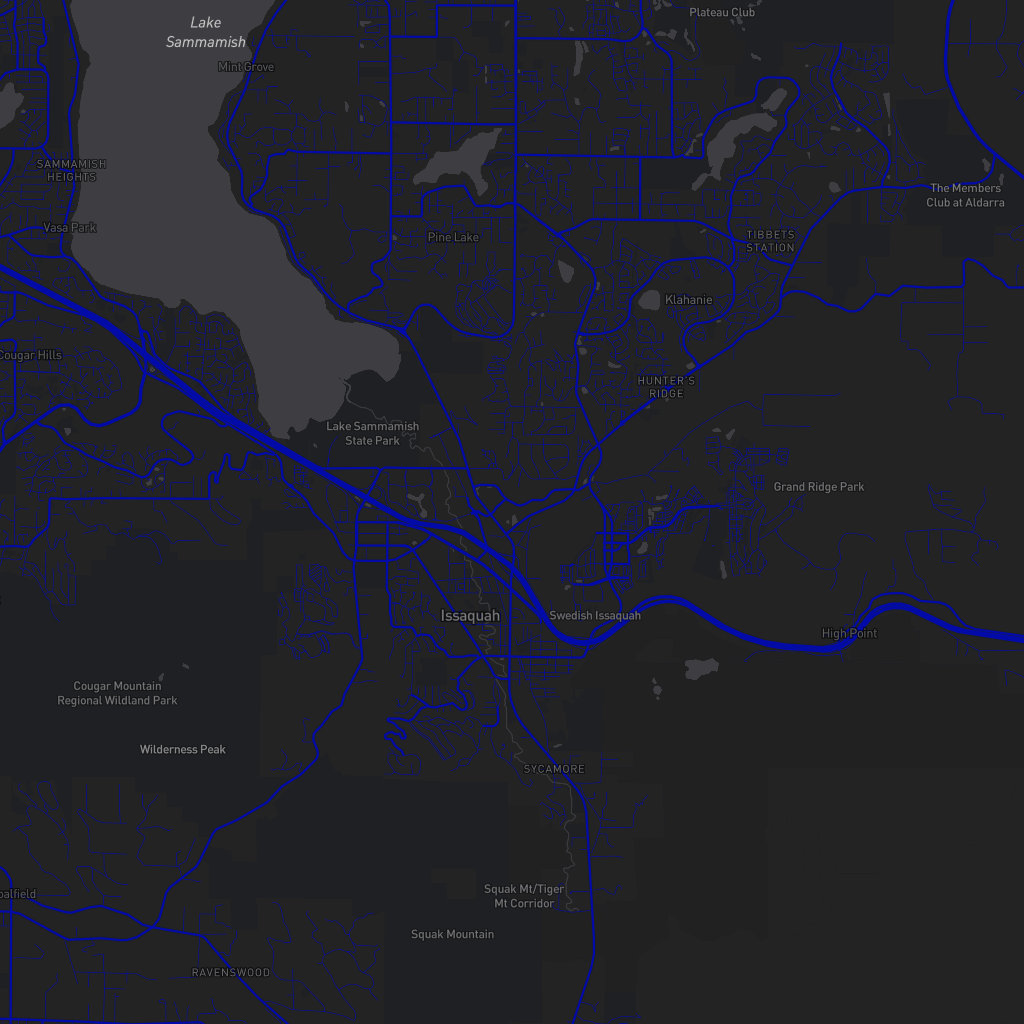 Plateau Club
Lake
Sammamish
Mint Grove
SAMMAMISH
HEIGHTS
The Members
Club at Aldarra
Vasa Park
Pine Lake
TIBBETS
STATION
Klahanie
Cougar Hills
HUNTER'S
RIDGE
Lake Sammamish
State Park
Grand Ridge Park
Issaquah
Swedish Issaquah
High Point
Cougar Mountain
Regional Wildland Park
Wilderness Peak
SYCAMORE
Squak Mt/Tiger
Mt Corridor
oalfield
Squak Mountain
RAVENSWOOD